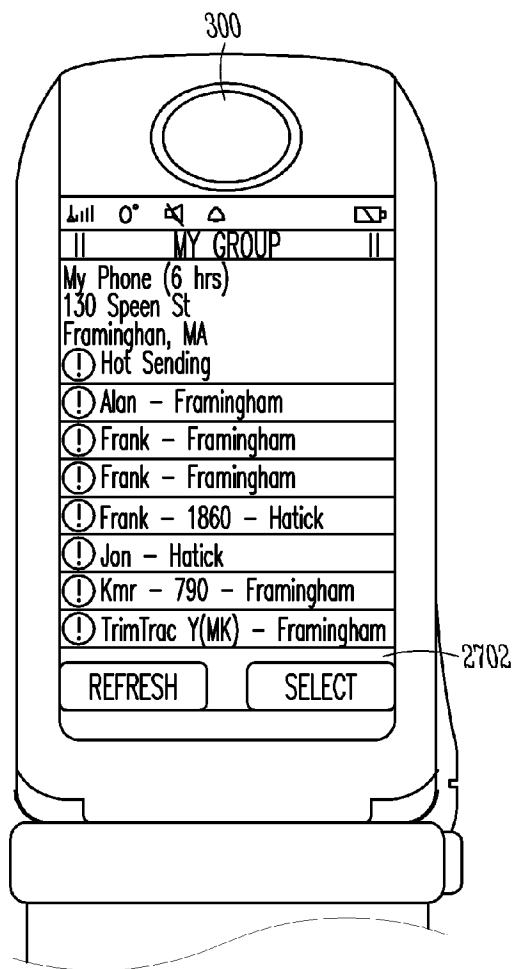 300
0°
MY GROUP
My Phone (6 hrs)
130 Speen St
Framinghan, MA
Hot Sending
Alan – Framingham
Frank – Framingham
Frank – Framingham
Frank – 1860 – Hatick
Jon – Hatick
Kmr – 790 – Framingham
TrimTrac Y(MK) – Framingham
2702
REFRESH
SELECT